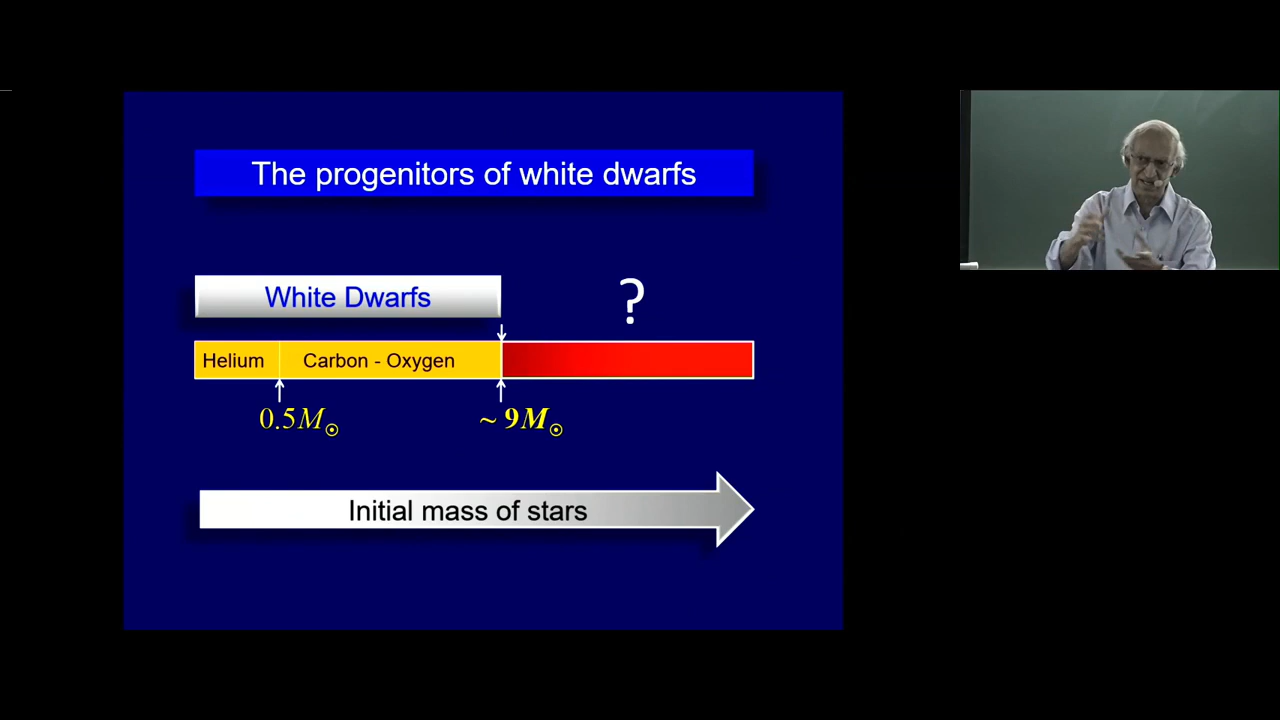 The progenitors of white dwarfs
White Dwarfs
?
Helium
Carbon - Oxygen
0.5M☉
~ 9M☉
Initial mass of stars